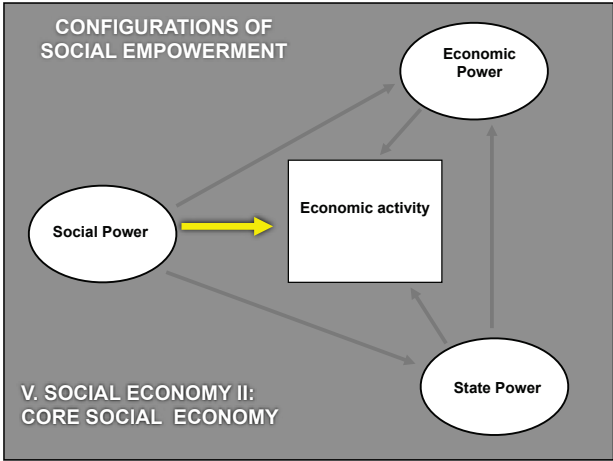 CONFIGURATIONS OF
SOCIAL EMPOWERMENT
Economic
Power
Economic activity
Social Power
State Power
V. SOCIAL ECONOMY II:
CORE SOCIAL ECONOMY